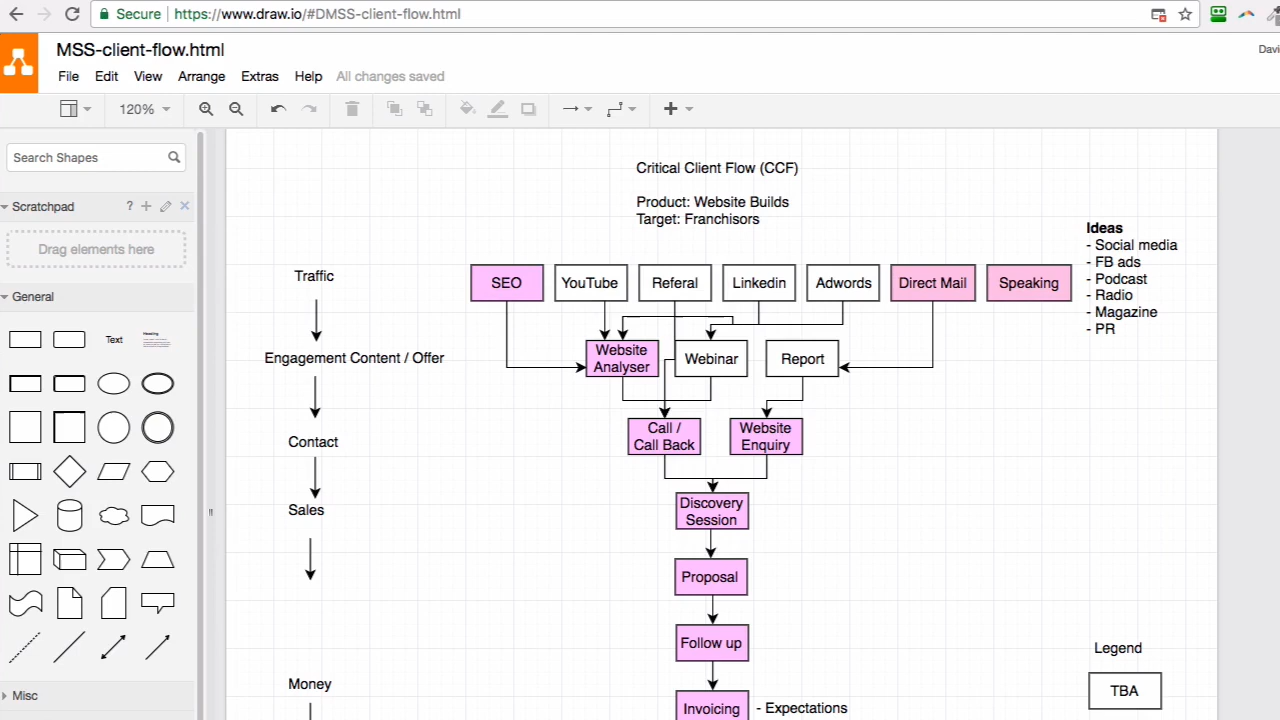 Secure
https://www.draw.io/#DMSS-client-flow.html
MSS-client-flow.html
Davi
File Edit View Arrange Extras Help All changes saved
120%
Search Shapes
Scratchpad
?
Drag elements here
General
Text
Heading
Misc
Critical Client Flow (CCF)
Product: Website Builds
Target: Franchisors
Ideas
- Social media
- FB ads
- Podcast
- Radio
- Magazine
- PR
Traffic
SEO
YouTube
Referal
Linkedin
Adwords
Direct Mail
Speaking
Engagement Content / Offer
Website
Analyser
Webinar
Report
Contact
Call /
Call Back
Website
Enquiry
Sales
Discovery
Session
Proposal
Follow up
Money
Invoicing
- Expectations
Legend
TBA